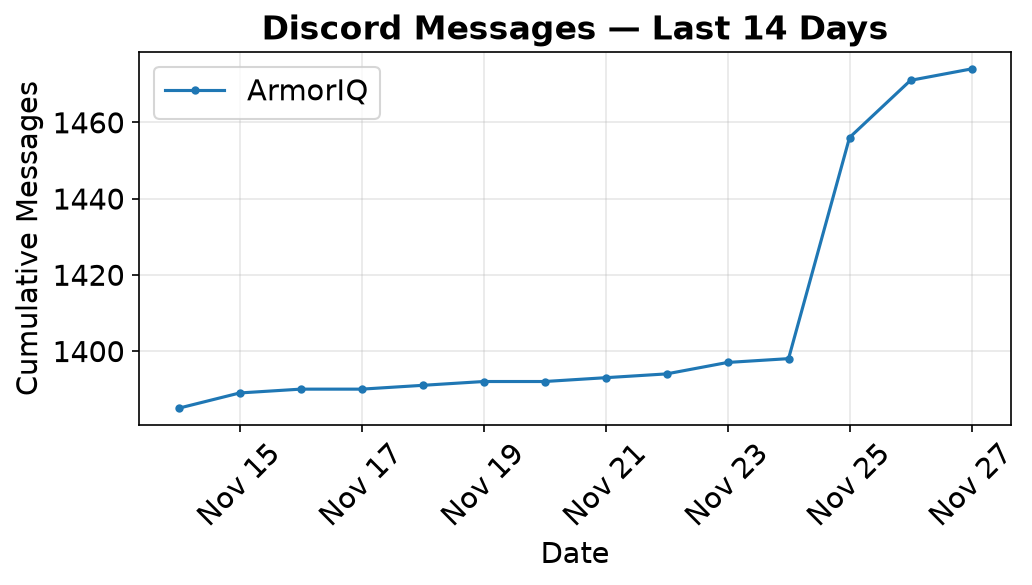 Discord Messages — Last 14 Days
ArmorIQ
Cumulative Messages
1460
1440
1420
1400
Nov 15
Nov 17
Nov 19
Nov 21
Nov 23
Nov 25
Nov 27
Date